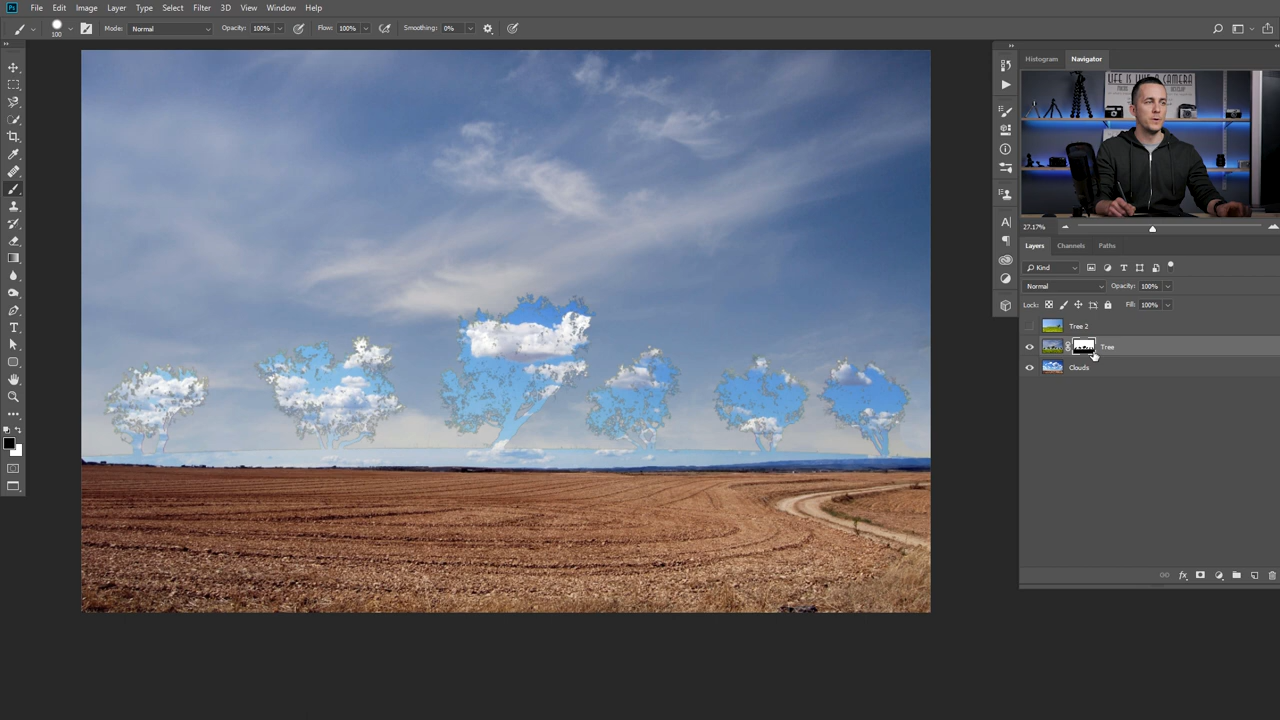 Ps File Edit Image Layer Type Select Filter 3D View Window Help
100 Mode: Normal Opacity: 100% Flow: 100% Smoothing: 0%
Histogram Navigator
LIFE IS LIKE A CAMERA
27.17%
Layers Channels Paths
Kind
Normal Opacity: 100%
Lock: Fill: 100%
Tree 2
Tree
Clouds